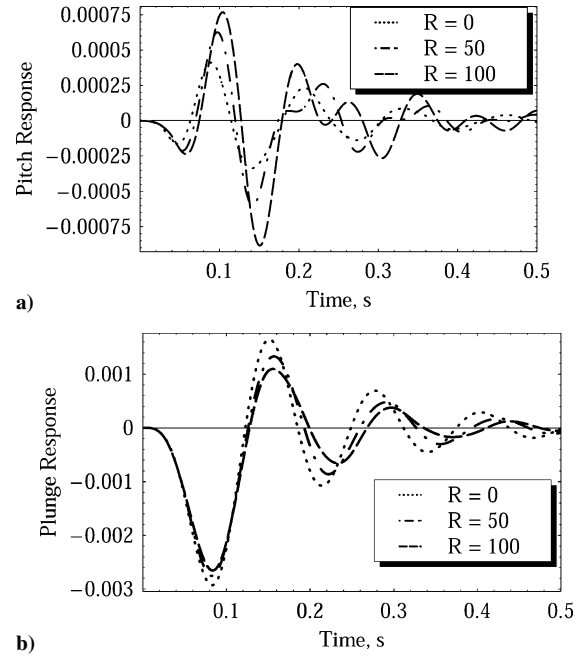 0.00075
0.0005
0.00025
0
−0.00025
−0.0005
−0.00075
Pitch Response
R = 0
R = 50
R = 100
0.1 0.2 0.3 0.4 0.5
Time, s
a)
0.001
0
−0.001
−0.002
−0.003
Plunge Response
R = 0
R = 50
R = 100
0.1 0.2 0.3 0.4 0.5
Time, s
b)